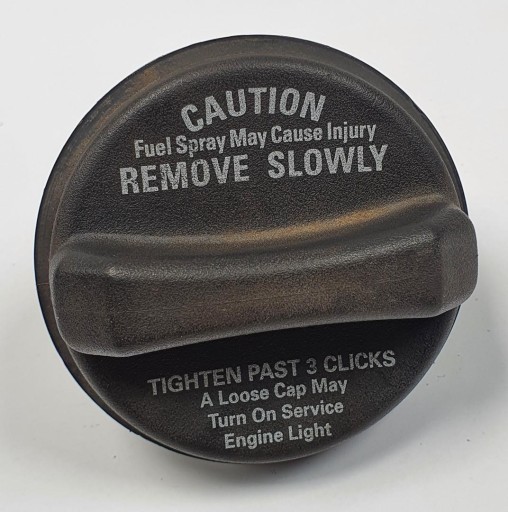 CAUTION
Fuel Spray May Cause Injury
REMOVE SLOWLY
TIGHTEN PAST 3 CLICKS
A Loose Cap May
Turn On Service
Engine Light